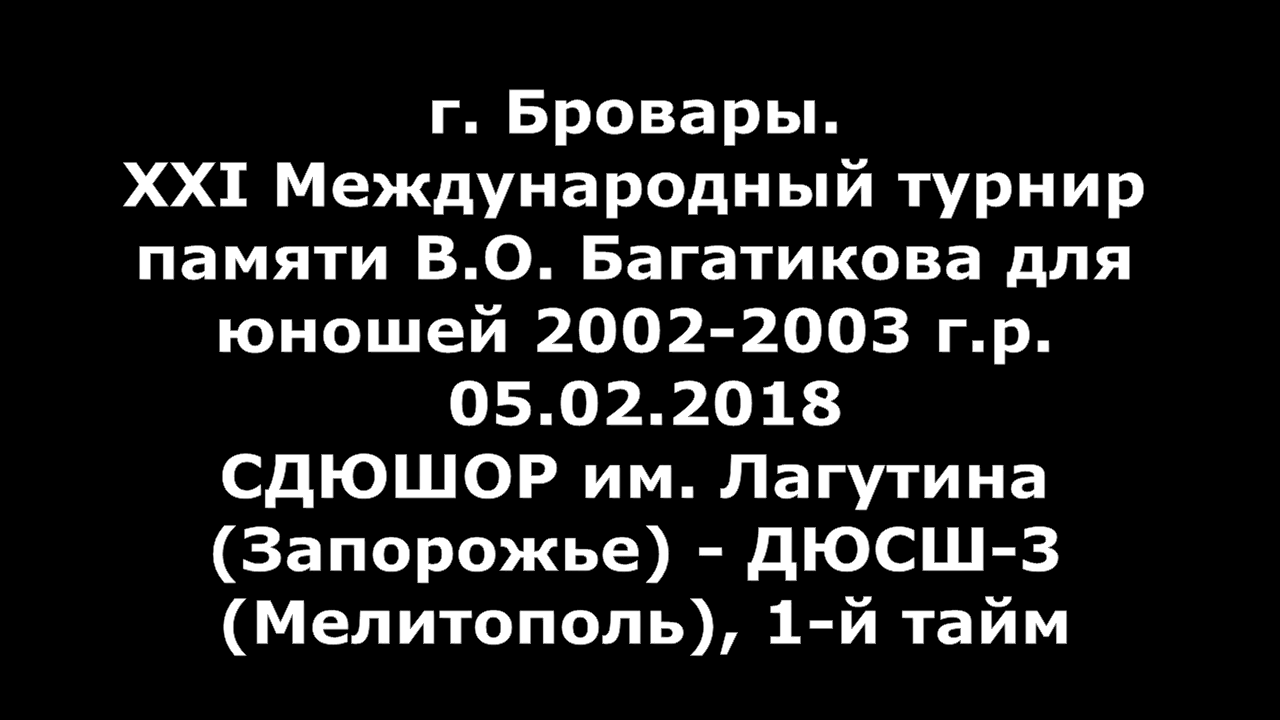 г. Бровары.
XXI Международный турнир
памяти В.О. Багатикова для
юношей 2002-2003 г.р.
05.02.2018
СДЮШОР им. Лагутина
(Запорожье) - ДЮСШ-3
(Мелитополь), 1-й тайм